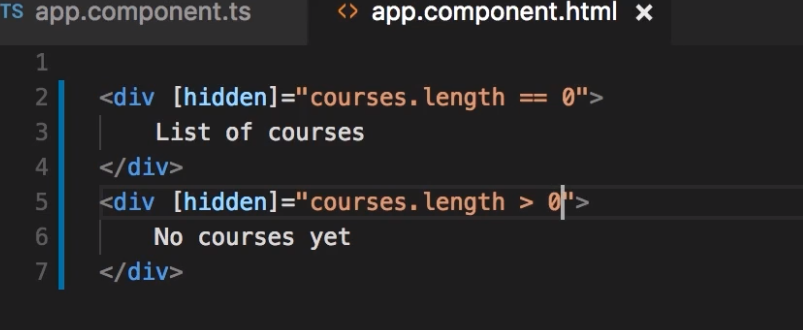 TS app.component.ts <> app.component.html ×
1
2 <div [hidden]="courses.length == 0">
3 List of courses
4 </div>
5 <div [hidden]="courses.length > 0">
6 No courses yet
7 </div>